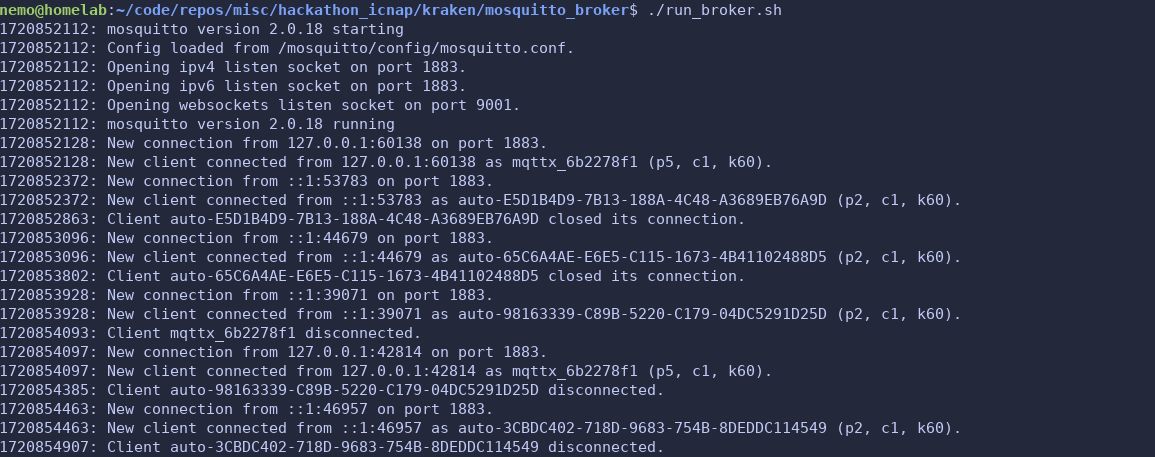 nemo@homelab:~/code/repos/misc/hackathon_icnap/kraken/mosquitto_broker$ ./run_broker.sh
1720852112: mosquitto version 2.0.18 starting
1720852112: Config loaded from /mosquitto/config/mosquitto.conf.
1720852112: Opening ipv4 listen socket on port 1883.
1720852112: Opening ipv6 listen socket on port 1883.
1720852112: Opening websockets listen socket on port 9001.
1720852112: mosquitto version 2.0.18 running
1720852128: New connection from 127.0.0.1:60138 on port 1883.
1720852128: New client connected from 127.0.0.1:60138 as mqttx_6b2278f1 (p5, c1, k60).
1720852372: New connection from ::1:53783 on port 1883.
1720852372: New client connected from ::1:53783 as auto-E5D1B4D9-7B13-188A-4C48-A3689EB76A9D (p2, c1, k60).
1720852863: Client auto-E5D1B4D9-7B13-188A-4C48-A3689EB76A9D closed its connection.
1720853096: New connection from ::1:44679 on port 1883.
1720853096: New client connected from ::1:44679 as auto-65C6A4AE-E6E5-C115-1673-4B41102488D5 (p2, c1, k60).
1720853802: Client auto-65C6A4AE-E6E5-C115-1673-4B41102488D5 closed its connection.
1720853928: New connection from ::1:39071 on port 1883.
1720853928: New client connected from ::1:39071 as auto-98163339-C89B-5220-C179-04DC5291D25D (p2, c1, k60).
1720854093: Client mqttx_6b2278f1 disconnected.
1720854097: New connection from 127.0.0.1:42814 on port 1883.
1720854097: New client connected from 127.0.0.1:42814 as mqttx_6b2278f1 (p5, c1, k60).
1720854385: Client auto-98163339-C89B-5220-C179-04DC5291D25D disconnected.
1720854463: New connection from ::1:46957 on port 1883.
1720854463: New client connected from ::1:46957 as auto-3CBDC402-718D-9683-754B-8DEDDC114549 (p2, c1, k60).
1720854907: Client auto-3CBDC402-718D-9683-754B-8DEDDC114549 disconnected.